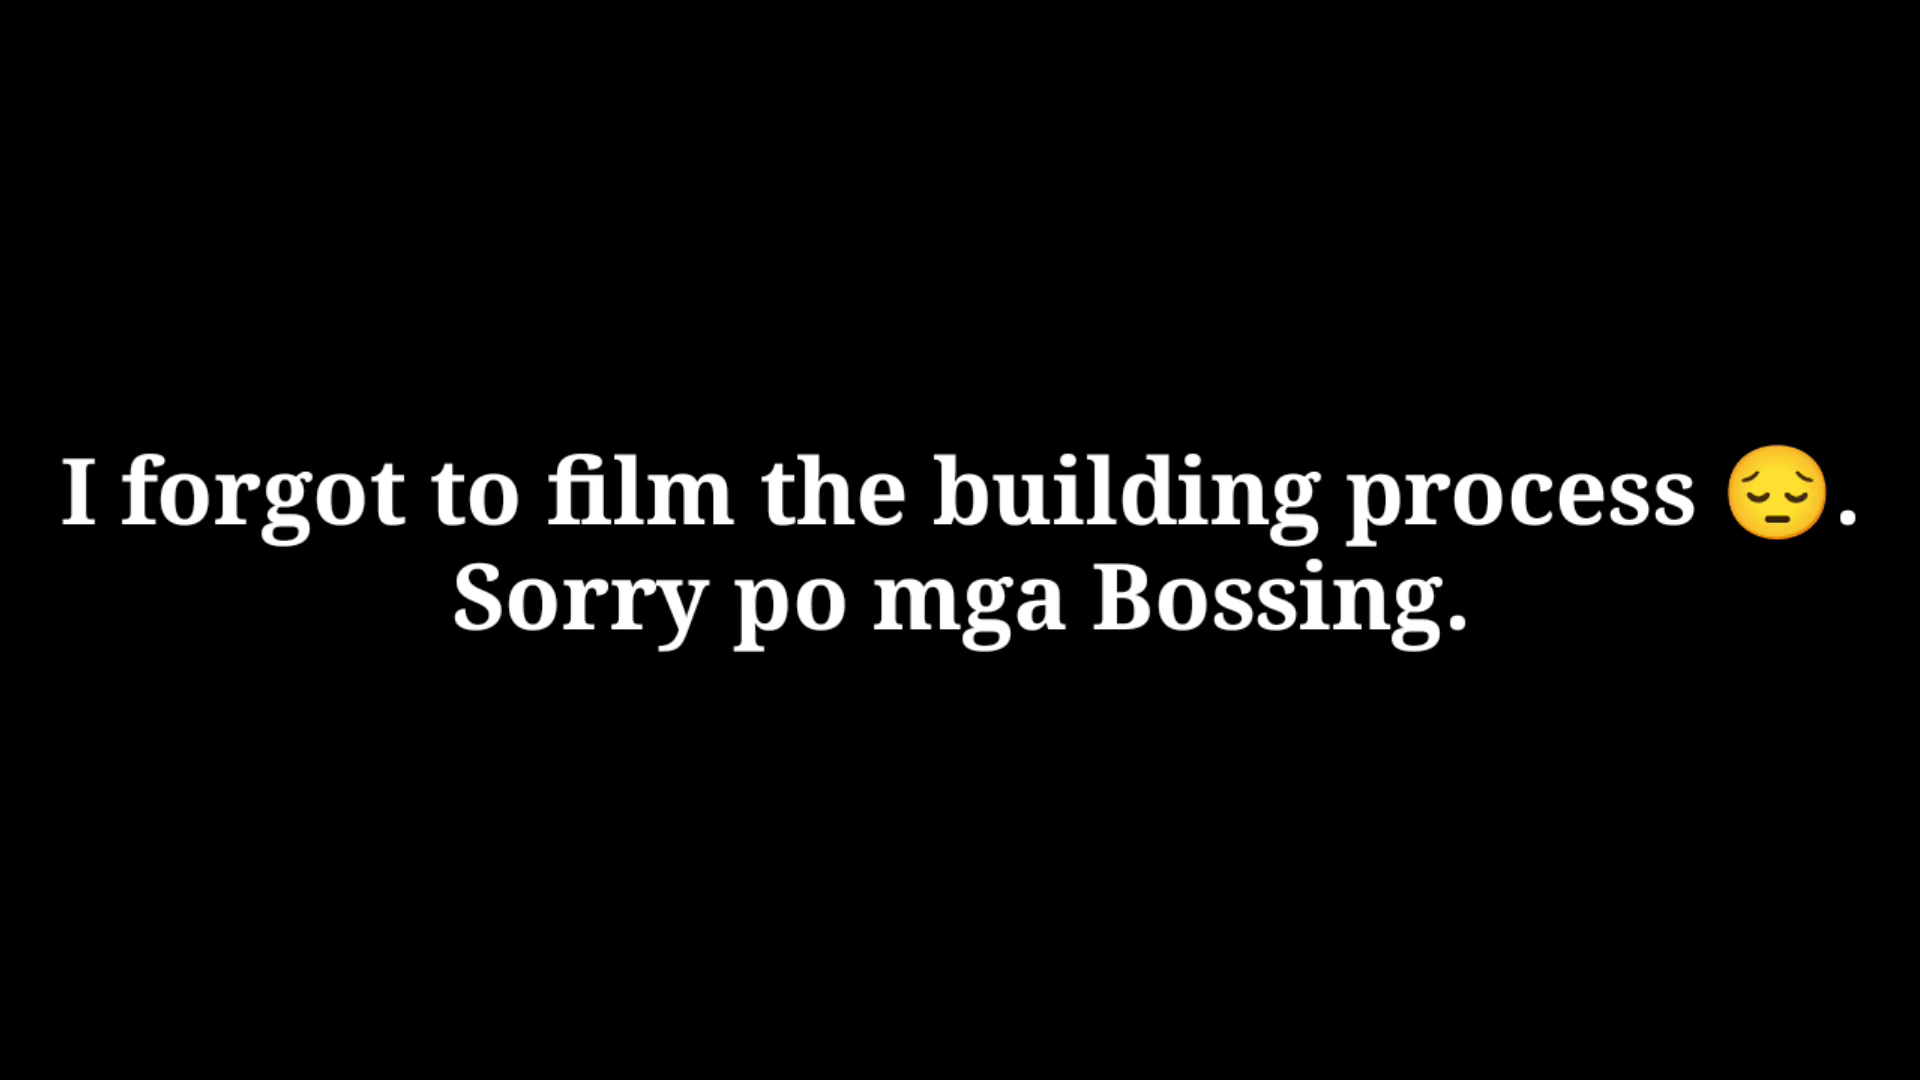 I forgot to film the building process 😔.
Sorry po mga Bossing.